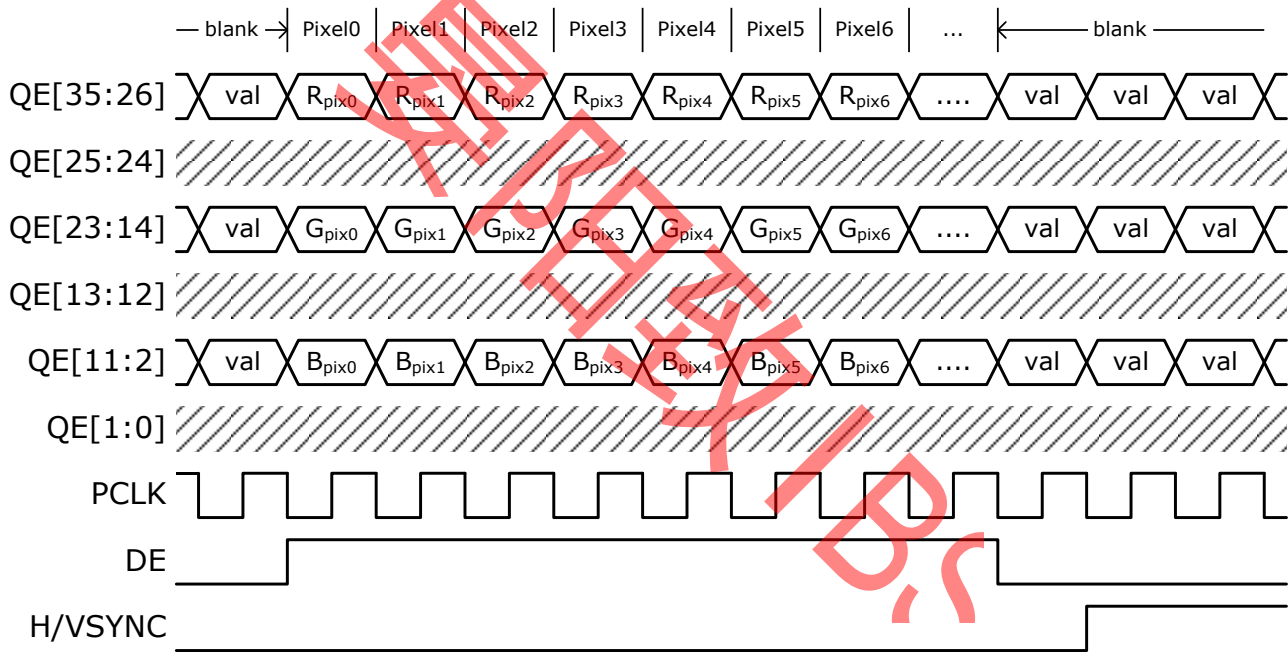 blank Pixel0 Pixel1 Pixel2 Pixel3 Pixel4 Pixel5 Pixel6 ... blank
QE[35:26] val Rpix0 Rpix1 Rpix2 Rpix3 Rpix4 Rpix5 Rpix6 .... val val val
QE[25:24]
QE[23:14] val Gpix0 Gpix1 Gpix2 Gpix3 Gpix4 Gpix5 Gpix6 .... val val val
QE[13:12]
QE[11:2] val Bpix0 Bpix1 Bpix2 Bpix3 Bpix4 Bpix5 Bpix6 .... val val val
QE[1:0]
PCLK
DE
H/VSYNC
阳致